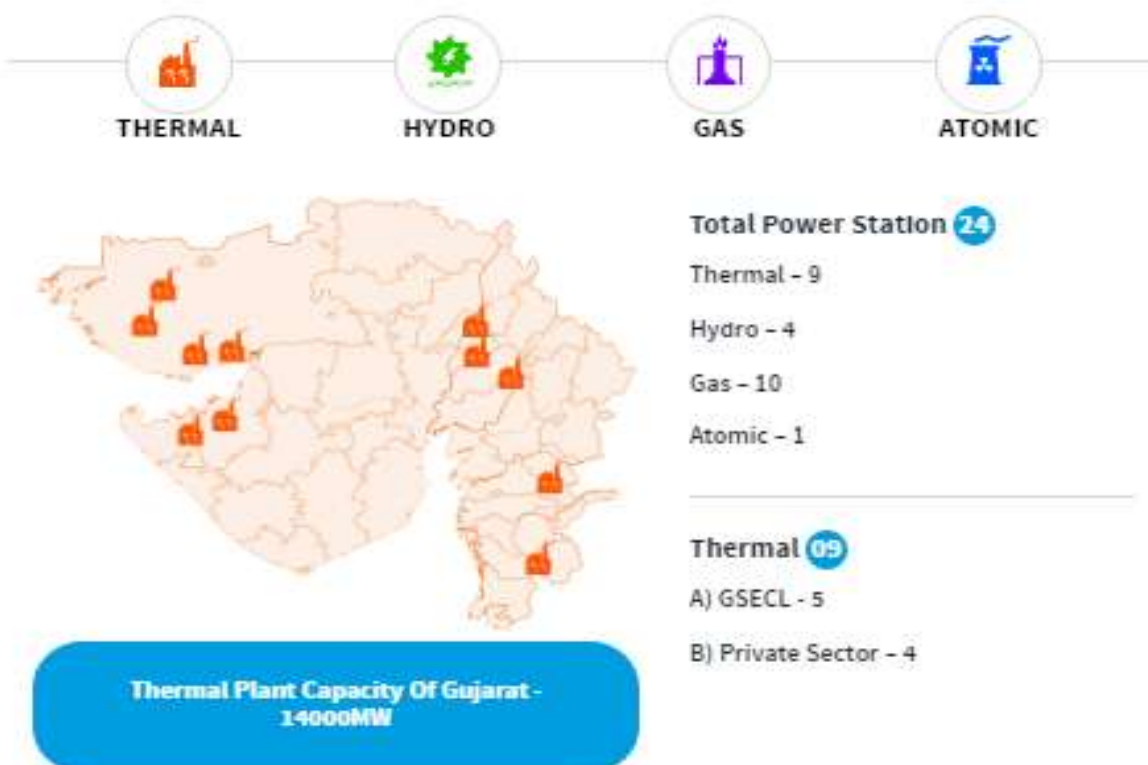 THERMAL
HYDRO
GAS
ATOMIC
Total Power Station 24
Thermal – 9
Hydro – 4
Gas – 10
Atomic – 1
Thermal 09
A) GSECL - 5
B) Private Sector – 4
Thermal Plant Capacity Of Gujarat -
14000MW